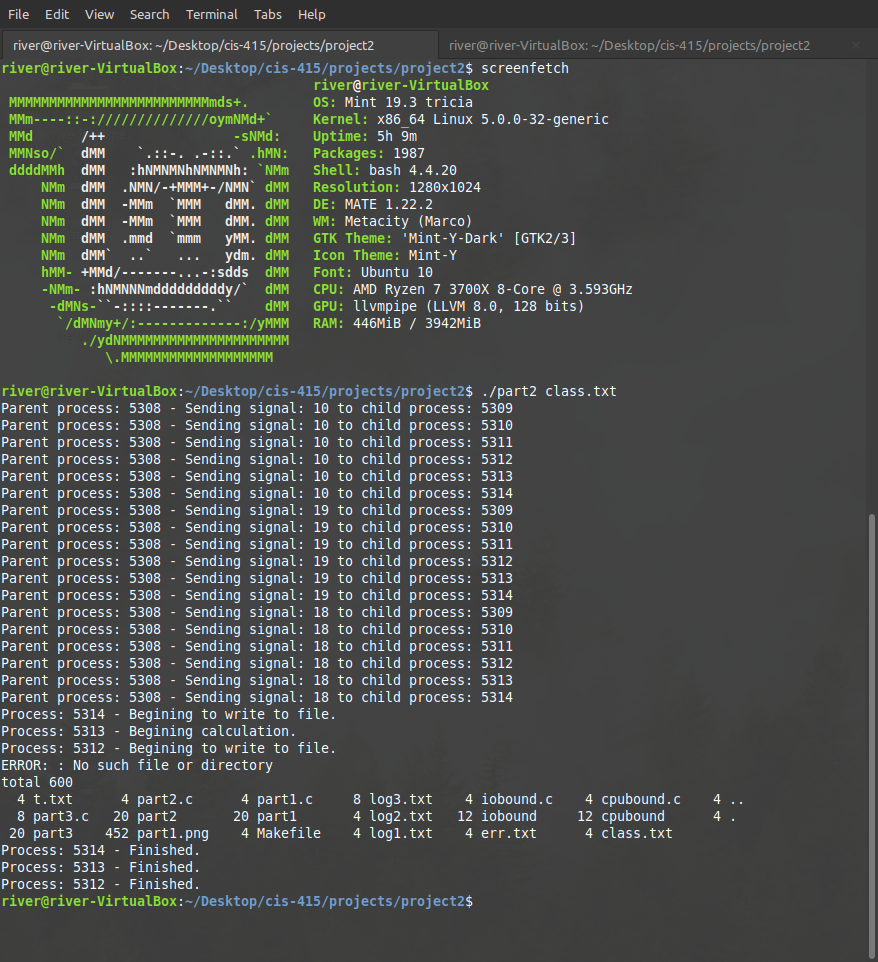 File Edit View Search Terminal Tabs Help
river@river-VirtualBox: ~/Desktop/cis-415/projects/project2 river@river-VirtualBox: ~/Desktop/cis-415/projects/project2 ×
river@river-VirtualBox:~/Desktop/cis-415/projects/project2$ screenfetch
river@river-VirtualBox
MMMMMMMMMMMMMMMMMMMMMMMMMmds+. OS: Mint 19.3 tricia
MMm----::-://////////////oymNMd+` Kernel: x86_64 Linux 5.0.0-32-generic
MMd /++ -sNMd: Uptime: 5h 9m
MMNso/` dMM `.::-. .-::.` .hMN: Packages: 1987
ddddMMh dMM :hNMNMNhNMNMNh: `NMm Shell: bash 4.4.20
NMm dMM .NMN/-+MMM+-/NMN` dMM Resolution: 1280x1024
NMm dMM -MMm `MMM dMM. dMM DE: MATE 1.22.2
NMm dMM -MMm `MMM dMM. dMM WM: Metacity (Marco)
NMm dMM .mmd `mmm yMM. dMM GTK Theme: 'Mint-Y-Dark' [GTK2/3]
NMm dMM` ..` ... ydm. dMM Icon Theme: Mint-Y
hMM- +MMd/-------...-:sdds dMM Font: Ubuntu 10
-NMm- :hNMNNNmdddddddddy/` dMM CPU: AMD Ryzen 7 3700X 8-Core @ 3.593GHz
-dMNs-``-::::-------.`` dMM GPU: llvmpipe (LLVM 8.0, 128 bits)
`/dMNmy+/:-------------:/yMMM RAM: 446MiB / 3942MiB
./ydNMMMMMMMMMMMMMMMMMMMMM
\.MMMMMMMMMMMMMMMMMMM
river@river-VirtualBox:~/Desktop/cis-415/projects/project2$ ./part2 class.txt
Parent process: 5308 - Sending signal: 10 to child process: 5309
Parent process: 5308 - Sending signal: 10 to child process: 5310
Parent process: 5308 - Sending signal: 10 to child process: 5311
Parent process: 5308 - Sending signal: 10 to child process: 5312
Parent process: 5308 - Sending signal: 10 to child process: 5313
Parent process: 5308 - Sending signal: 10 to child process: 5314
Parent process: 5308 - Sending signal: 19 to child process: 5309
Parent process: 5308 - Sending signal: 19 to child process: 5310
Parent process: 5308 - Sending signal: 19 to child process: 5311
Parent process: 5308 - Sending signal: 19 to child process: 5312
Parent process: 5308 - Sending signal: 19 to child process: 5313
Parent process: 5308 - Sending signal: 19 to child process: 5314
Parent process: 5308 - Sending signal: 18 to child process: 5309
Parent process: 5308 - Sending signal: 18 to child process: 5310
Parent process: 5308 - Sending signal: 18 to child process: 5311
Parent process: 5308 - Sending signal: 18 to child process: 5312
Parent process: 5308 - Sending signal: 18 to child process: 5313
Parent process: 5308 - Sending signal: 18 to child process: 5314
Process: 5314 - Begining to write to file.
Process: 5313 - Begining calculation.
Process: 5312 - Begining to write to file.
ERROR: : No such file or directory
total 600
4 t.txt 4 part2.c 4 part1.c 8 log3.txt 4 iobound.c 4 cpubound.c 4 ..
8 part3.c 20 part2 20 part1 4 log2.txt 12 iobound 12 cpubound 4 .
20 part3 452 part1.png 4 Makefile 4 log1.txt 4 err.txt 4 class.txt
Process: 5314 - Finished.
Process: 5313 - Finished.
Process: 5312 - Finished.
river@river-VirtualBox:~/Desktop/cis-415/projects/project2$